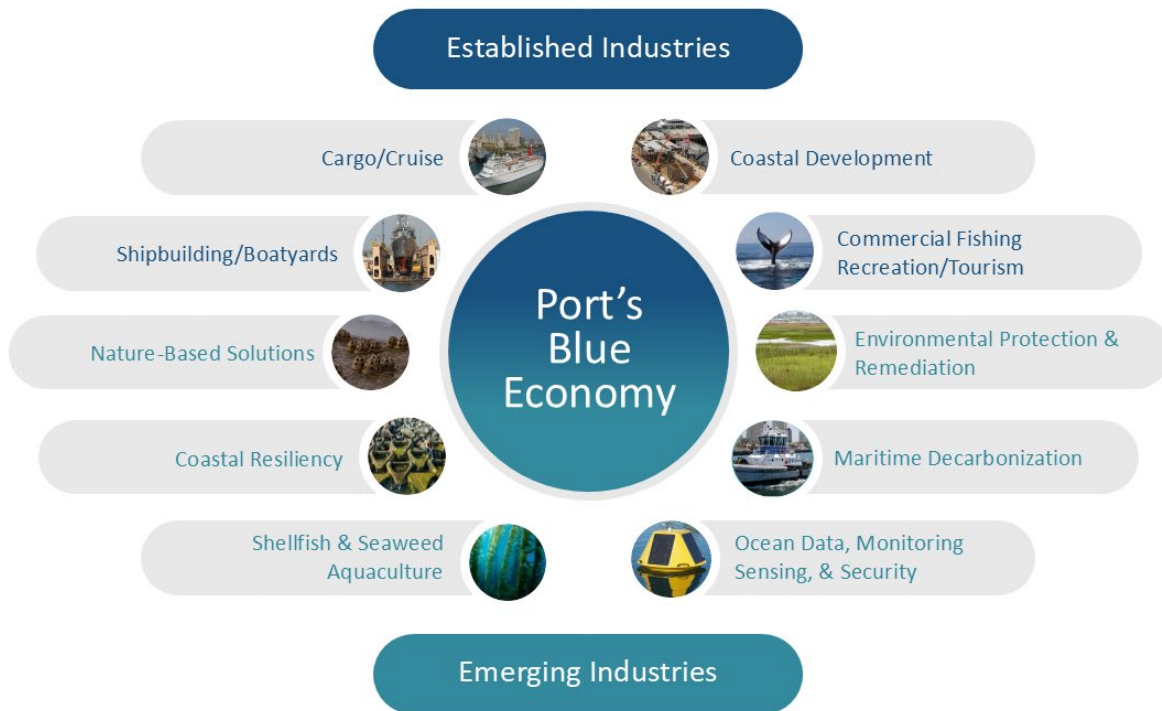 Established Industries
Cargo/Cruise
Coastal Development
Shipbuilding/Boatyards
Commercial Fishing
Recreation/Tourism
Port's
Blue
Economy
Nature-Based Solutions
Environmental Protection &
Remediation
Coastal Resiliency
Maritime Decarbonization
Shellfish & Seaweed
Aquaculture
Ocean Data, Monitoring
Sensing, & Security
Emerging Industries